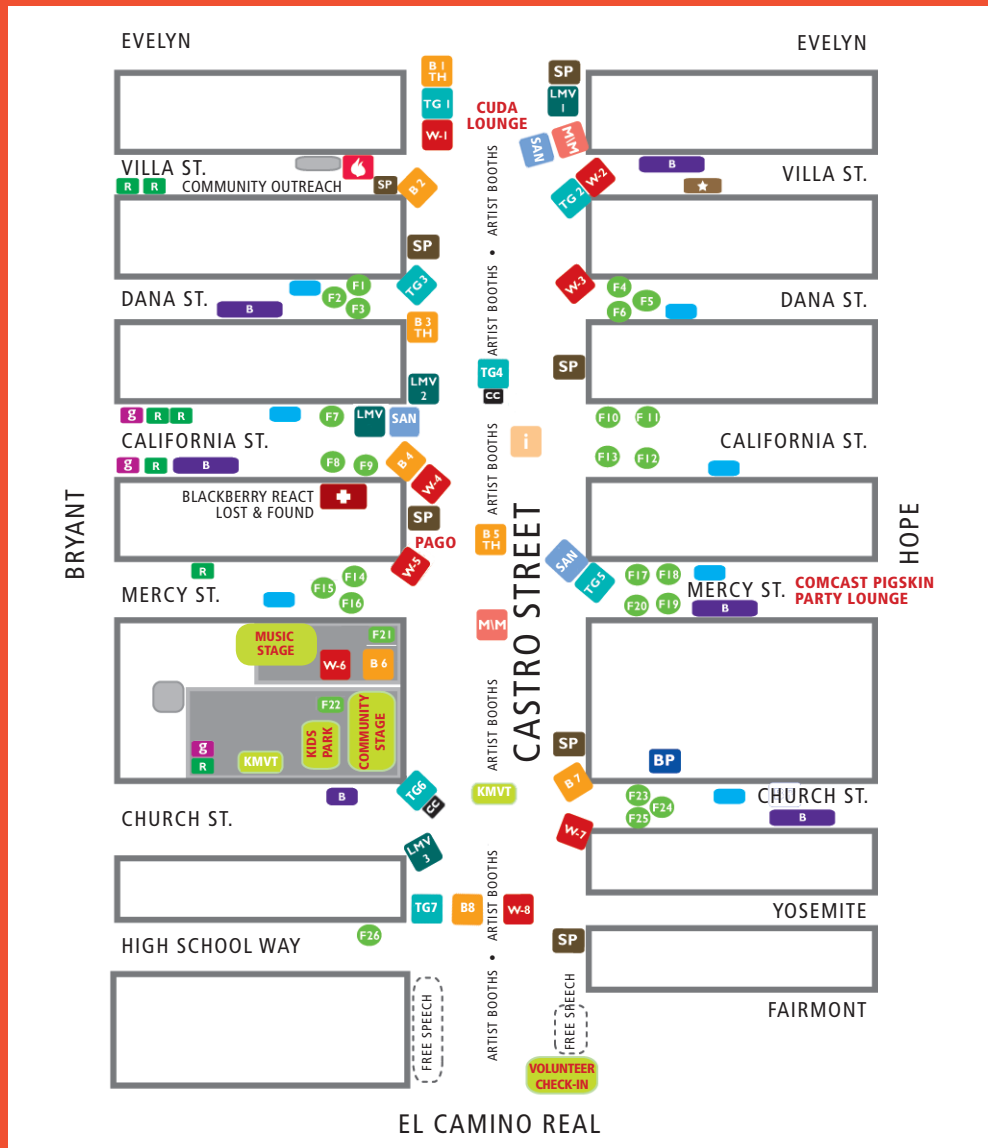 EVELYN
EVELYN
B 1
TH
TG 1
W-1
CUDA
LOUNGE
SP
LMV
1
SAN
M\M
VILLA ST.
R
R
COMMUNITY OUTREACH
SP
B 2
ARTIST BOOTHS
W-2
TG 2
B
VILLA ST.
SP
•
TG3
F1
F2
F3
DANA ST.
B
B 3
TH
ARTIST BOOTHS
W-3
F4
F5
F6
DANA ST.
TG4
CC
SP
LMV
2
g
R
R
F7
LMV
SAN
CALIFORNIA ST.
g
R
B
F8
F9
B 4
W-4
ARTIST BOOTHS
i
F10
F11
F13
F12
CALIFORNIA ST.
BLACKBERRY REACT
LOST & FOUND
SP
PAGO
W-5
B 5
TH
BRYANT
CASTRO STREET
HOPE
SAN
TG5
R
MERCY ST.
F14
F15
F16
F17
F18
F20
F19
MERCY ST.
B
COMCAST PIGSKIN
PARTY LOUNGE
MUSIC
STAGE
W-6
F21
B 6
M\M
F22
KIDS
PARK
COMMUNITY
STAGE
g
R
KMVT
ARTIST BOOTHS
SP
BP
B 7
B
TG6
CC
KMVT
F23
F24
F25
CHURCH ST.
B
CHURCH ST.
LMV
3
W-7
ARTIST BOOTHS
TG7
B8
W-8
YOSEMITE
F26
HIGH SCHOOL WAY
•
SP
FREE SPEECH
ARTIST BOOTHS
FREE SPEECH
FAIRMONT
VOLUNTEER
CHECK-IN
EL CAMINO REAL